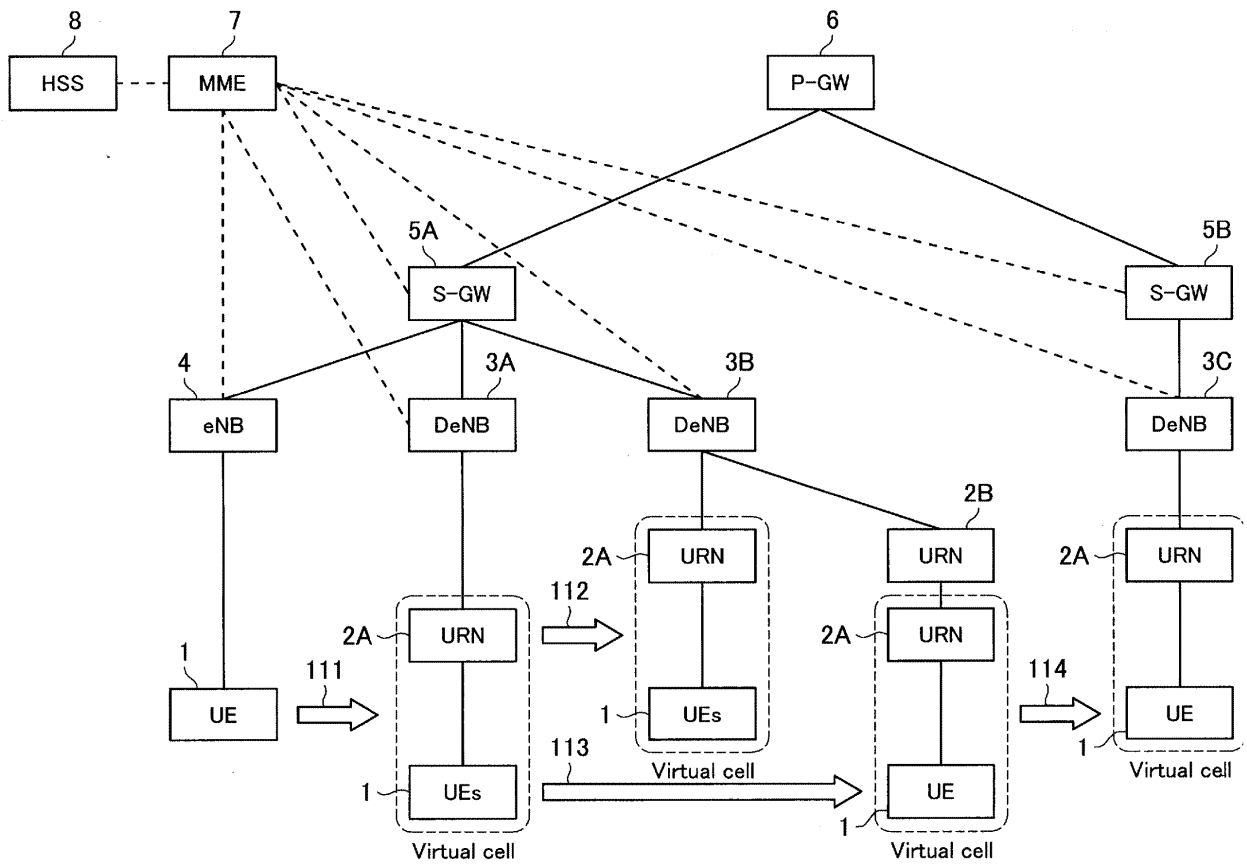 8
7
6
HSS
MME
P-GW
5A
5B
S-GW
S-GW
4
3A
3B
3C
eNB
DeNB
DeNB
DeNB
2B
2A
URN
URN
2A
URN
112
2A
URN
2A
URN
1
111
114
UE
1
UEs
UE
1
113
Virtual cell
Virtual cell
1
UEs
UE
1
Virtual cell
Virtual cell